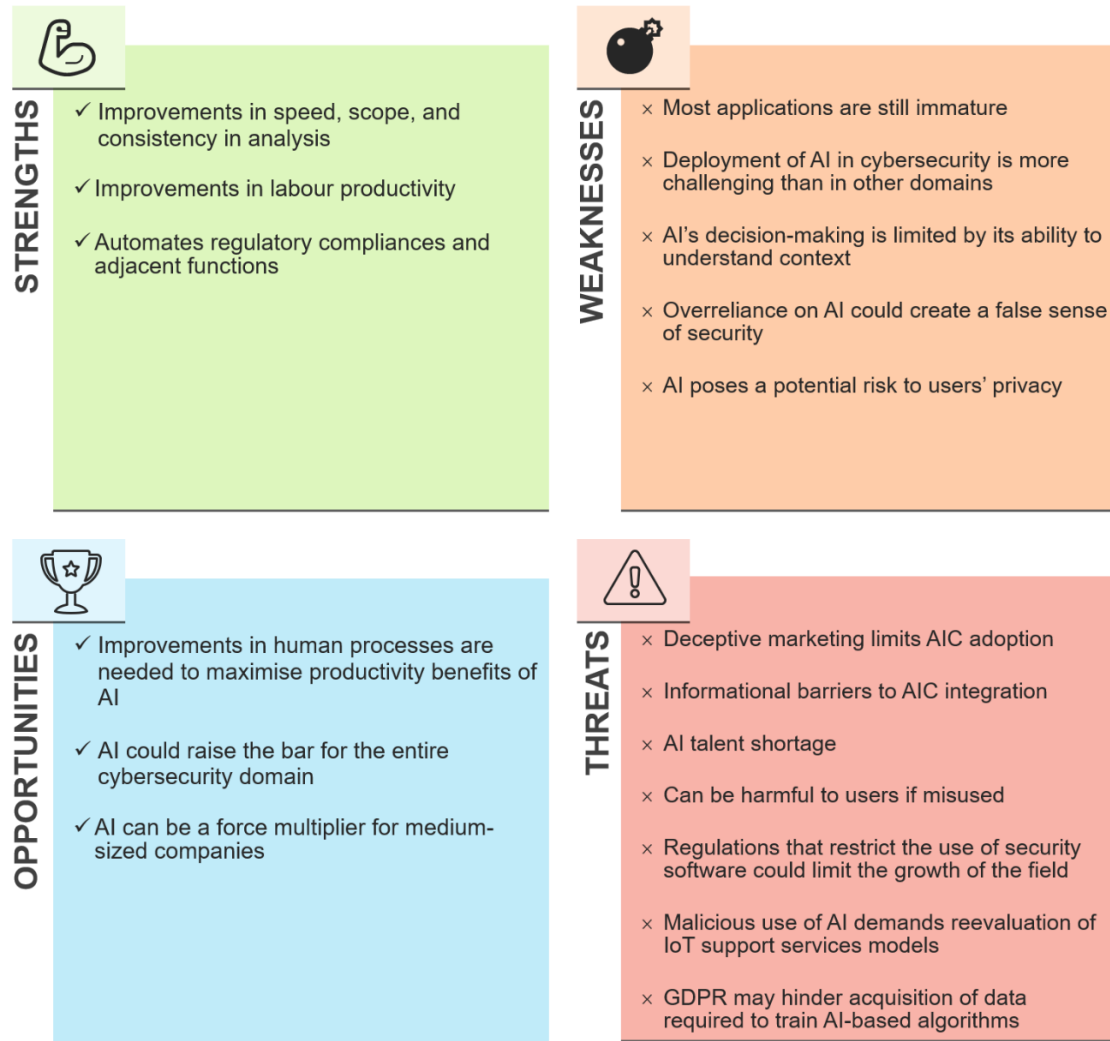 STRENGTHS
✓ Improvements in speed, scope, and
consistency in analysis
✓ Improvements in labour productivity
✓ Automates regulatory compliances and
adjacent functions
WEAKNESSES
× Most applications are still immature
× Deployment of AI in cybersecurity is more
challenging than in other domains
× AI’s decision-making is limited by its ability to
understand context
× Overreliance on AI could create a false sense
of security
× AI poses a potential risk to users’ privacy
OPPORTUNITIES
✓ Improvements in human processes are
needed to maximise productivity benefits of
AI
✓ AI could raise the bar for the entire
cybersecurity domain
✓ AI can be a force multiplier for medium-
sized companies
THREATS
× Deceptive marketing limits AIC adoption
× Informational barriers to AIC integration
× AI talent shortage
× Can be harmful to users if misused
× Regulations that restrict the use of security
software could limit the growth of the field
× Malicious use of AI demands reevaluation of
IoT support services models
× GDPR may hinder acquisition of data
required to train AI-based algorithms